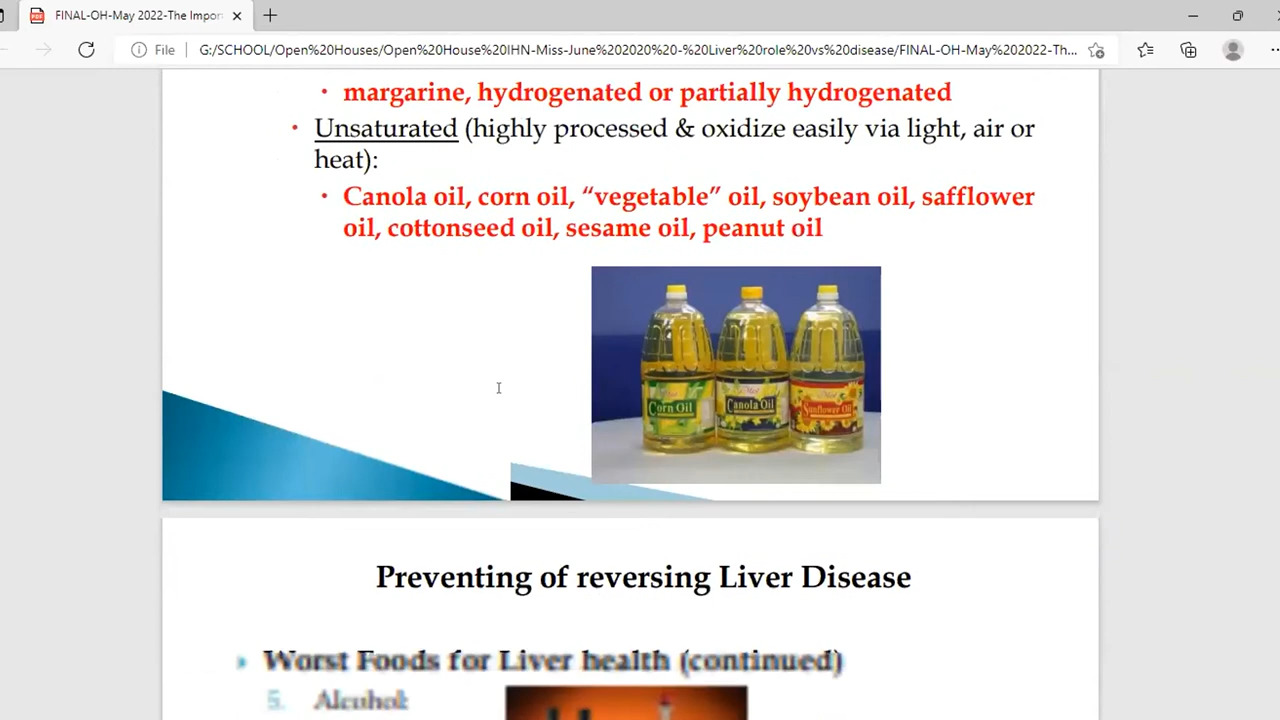 FINAL-OH-May 2022-The Impor
File
G:/SCHOOL/Open%20Houses/Open%20House%20IHN-Miss-June%202020%20-%20Liver%20role%20vs%20disease/FINAL-OH-May%202022-Th...
• margarine, hydrogenated or partially hydrogenated
• Unsaturated (highly processed & oxidize easily via light, air or
heat):
• Canola oil, corn oil, “vegetable” oil, soybean oil, safflower
oil, cottonseed oil, sesame oil, peanut oil
Corn Oil
Canola Oil
Sunflower Oil
Preventing of reversing Liver Disease
Worst Foods for Liver health (continued)
5. Alcohol: